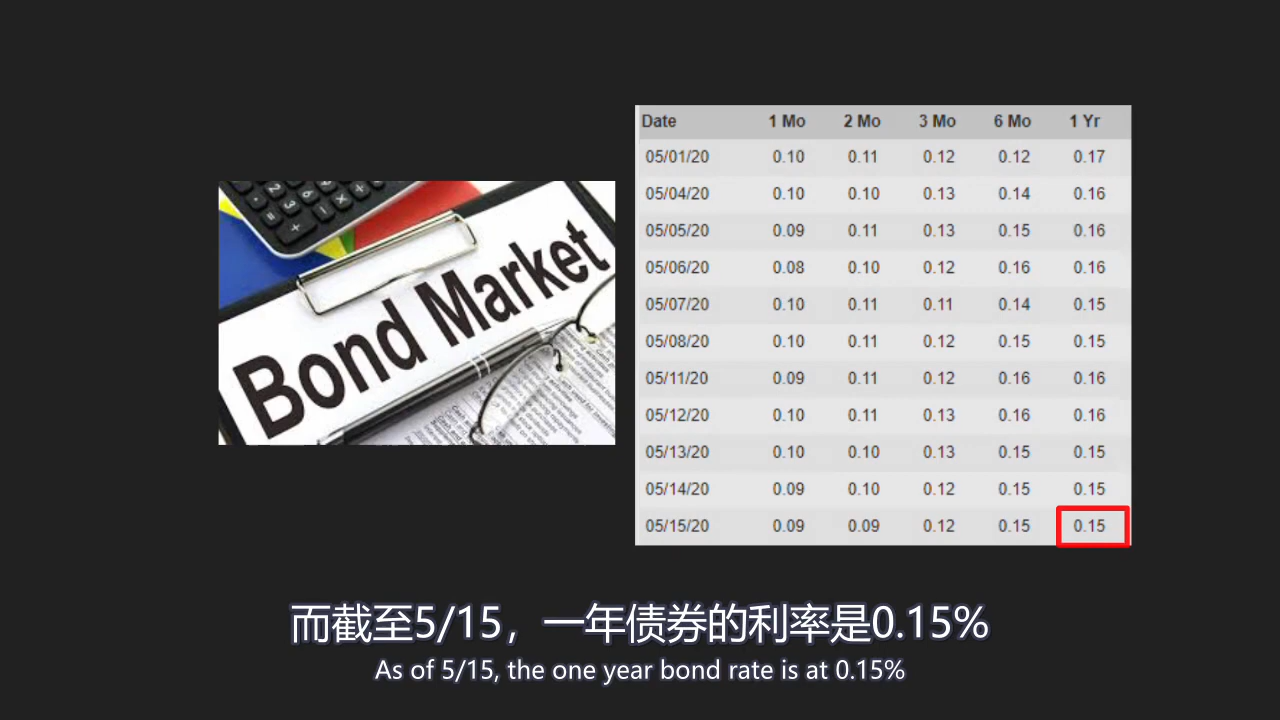 Bond Market
Date 1 Mo 2 Mo 3 Mo 6 Mo 1 Yr
05/01/20 0.10 0.11 0.12 0.12 0.17
05/04/20 0.10 0.10 0.13 0.14 0.16
05/05/20 0.09 0.11 0.13 0.15 0.16
05/06/20 0.08 0.10 0.12 0.16 0.16
05/07/20 0.10 0.11 0.11 0.14 0.15
05/08/20 0.10 0.11 0.12 0.15 0.15
05/11/20 0.09 0.11 0.12 0.16 0.16
05/12/20 0.10 0.11 0.13 0.16 0.16
05/13/20 0.10 0.10 0.13 0.15 0.15
05/14/20 0.09 0.10 0.12 0.15 0.15
05/15/20 0.09 0.09 0.12 0.15 0.15
而截至5/15，一年债券的利率是0.15%
As of 5/15, the one year bond rate is at 0.15%